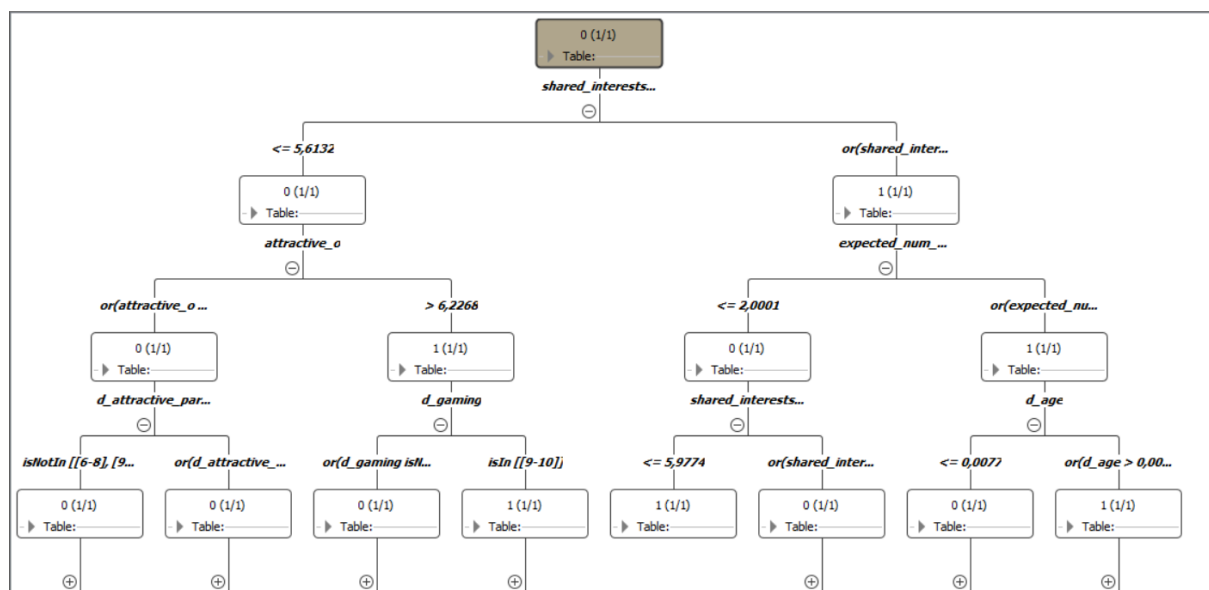 0 (1/1)
Table:
shared_interests...
<= 5,6132
or(shared_inter...
0 (1/1)
Table:
1 (1/1)
Table:
attractive_o
expected_num_...
or(attractive_o ...
> 6,2268
<= 2,0001
or(expected_nu...
0 (1/1)
Table:
1 (1/1)
Table:
0 (1/1)
Table:
1 (1/1)
Table:
d_attractive_par...
d_gaming
shared_interests...
d_age
isNotIn [[6-8], [9...
or(d_attractive_...
or(d_gaming isN...
isIn [[9-10]]
<= 5,9774
or(shared_inter...
<= 0,0077
or(d_age > 0,00...
0 (1/1)
Table:
0 (1/1)
Table:
0 (1/1)
Table:
1 (1/1)
Table:
1 (1/1)
Table:
0 (1/1)
Table:
0 (1/1)
Table:
1 (1/1)
Table: